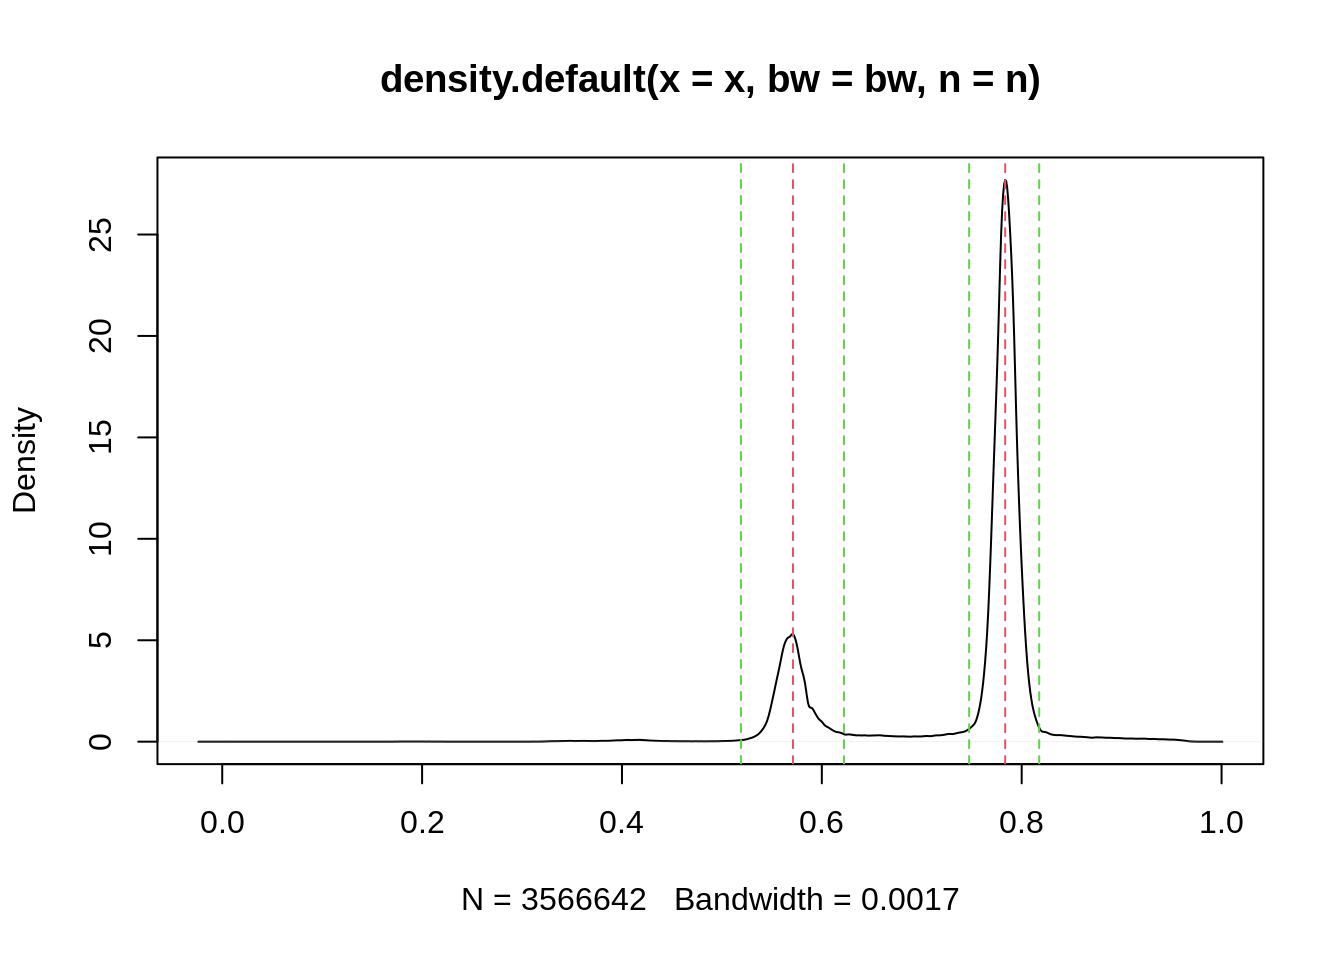 density.default(x = x, bw = bw, n = n)
Density
25
20
15
10
5
0
0.0 0.2 0.4 0.6 0.8 1.0
N = 3566642   Bandwidth = 0.0017